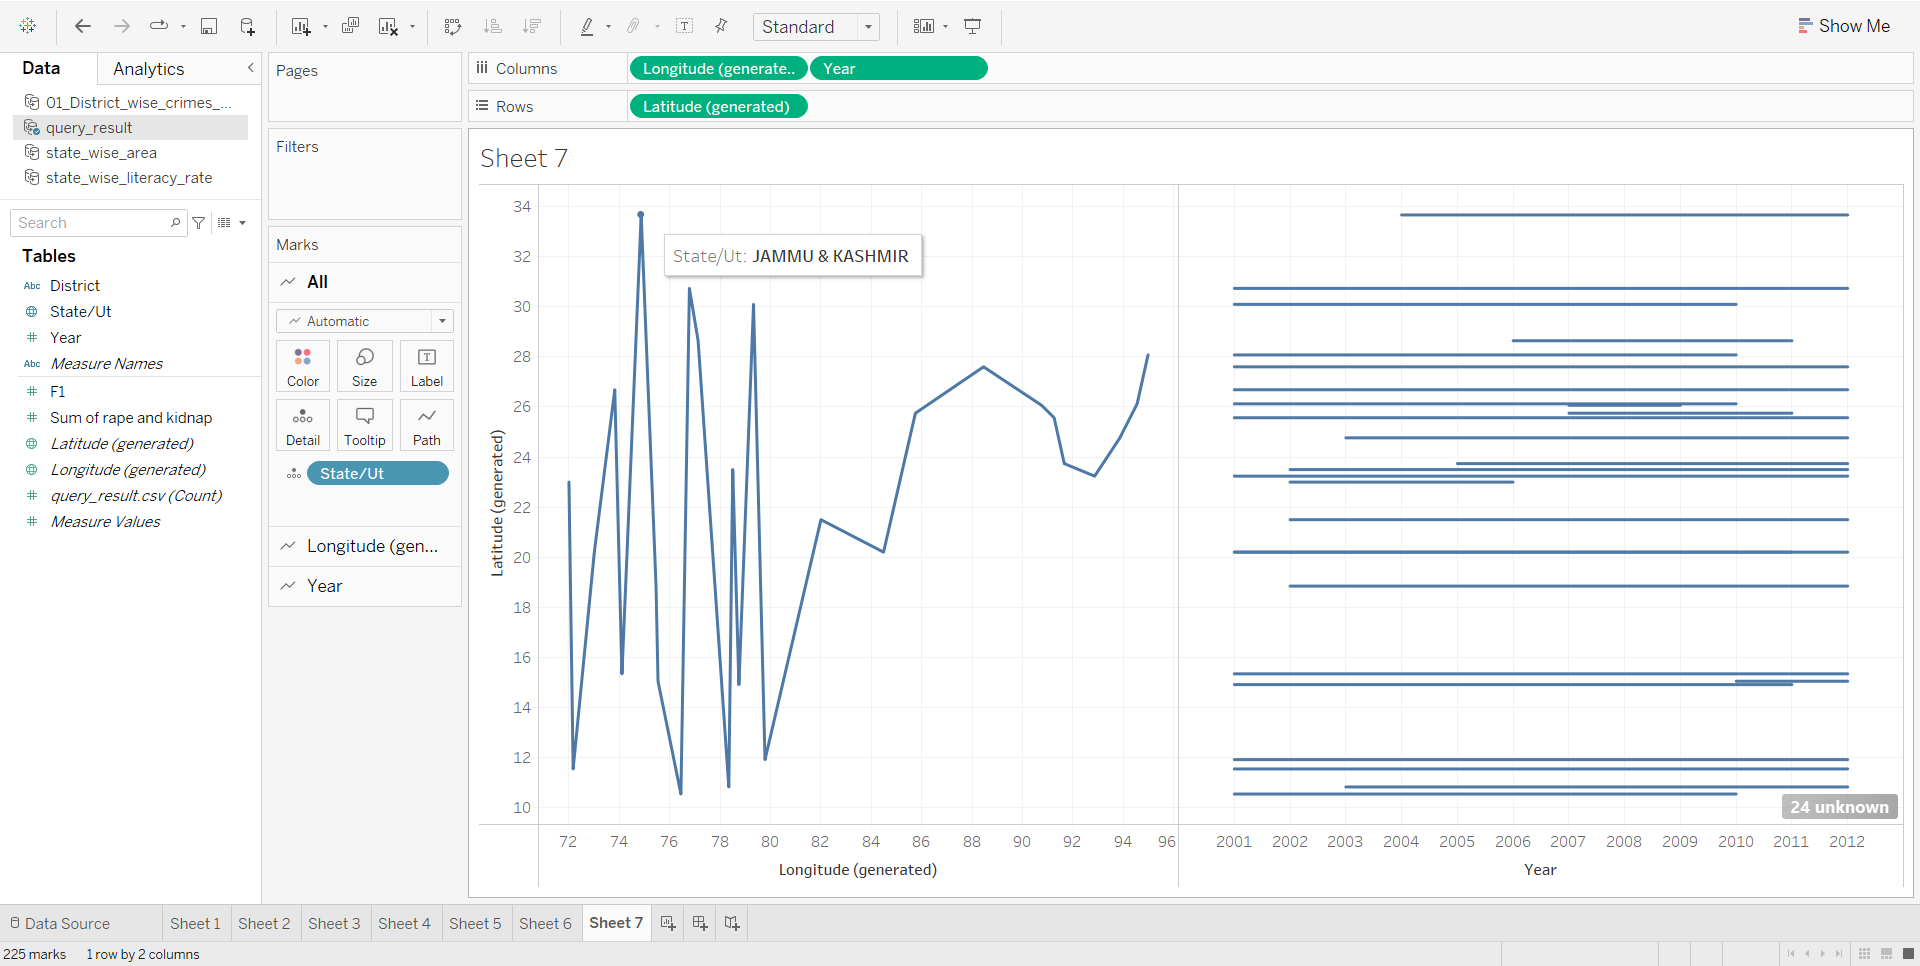 Standard
Show Me
Data
Analytics
01_District_wise_crimes_...
query_result
state_wise_area
state_wise_literacy_rate
Search
Tables
Abc District
State/Ut
# Year
Abc Measure Names
# F1
# Sum of rape and kidnap
Latitude (generated)
Longitude (generated)
# query_result.csv (Count)
# Measure Values
Pages
Filters
Marks
All
Automatic
Color Size Label
Detail Tooltip Path
State/Ut
Longitude (gen...
Year
Columns Longitude (generate.. Year
Rows Latitude (generated)
Sheet 7
State/Ut: JAMMU & KASHMIR
Latitude (generated)
34
32
30
28
26
24
22
20
18
16
14
12
10
72 74 76 78 80 82 84 86 88 90 92 94 96
Longitude (generated)
2001 2002 2003 2004 2005 2006 2007 2008 2009 2010 2011 2012
Year
24 unknown
Data Source Sheet 1 Sheet 2 Sheet 3 Sheet 4 Sheet 5 Sheet 6 Sheet 7
225 marks 1 row by 2 columns